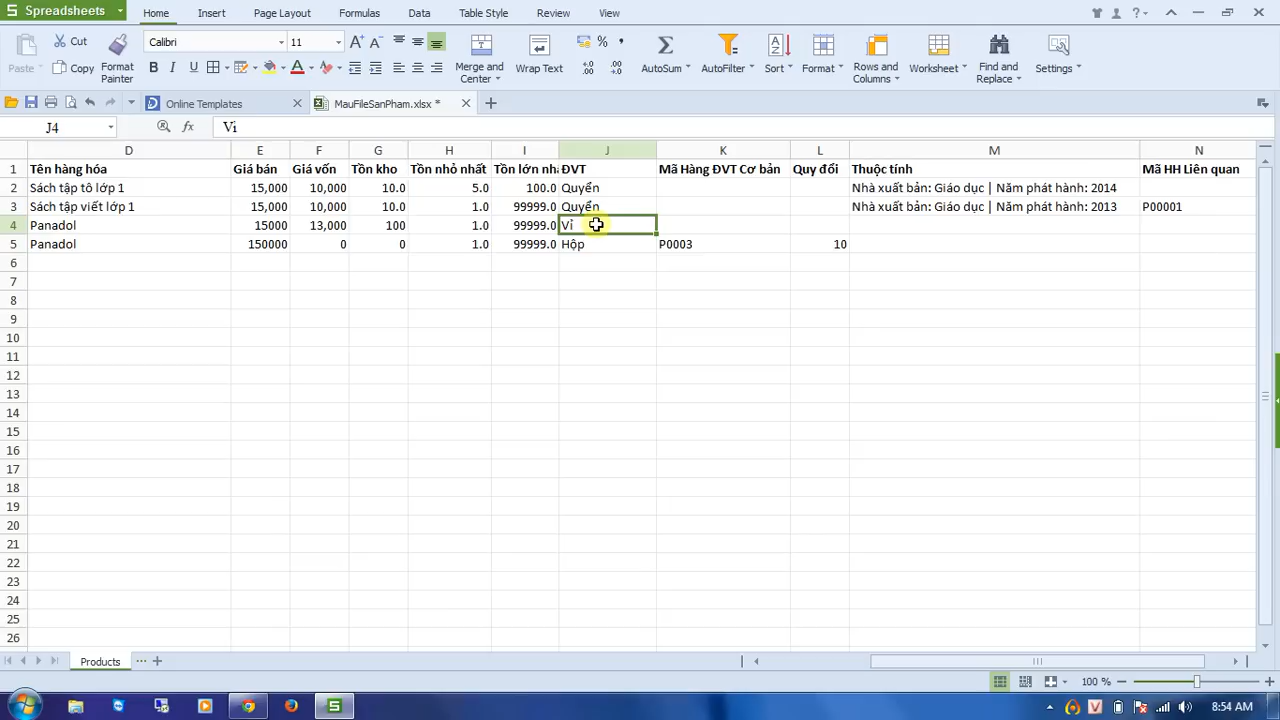 Spreadsheets
Home Insert Page Layout Formulas Data Table Style Review View
Paste Cut Copy Format Painter Calibri 11 B I U A Merge and Center Wrap Text AutoSum AutoFilter Sort Format Rows and Columns Worksheet Find and Replace Settings
Online Templates MauFileSanPham.xlsx *
J4 fx Vỉ
D E F G H I J K L M N
1 Tên hàng hóa Giá bán Giá vốn Tồn kho Tồn nhỏ nhất Tồn lớn nhấ ĐVT Mã Hàng ĐVT Cơ bản Quy đổi Thuộc tính Mã HH Liên quan
2 Sách tập tô lớp 1 15,000 10,000 10.0 5.0 100.0 Quyển Nhà xuất bản: Giáo dục | Năm phát hành: 2014
3 Sách tập viết lớp 1 15,000 10,000 10.0 1.0 99999.0 Quyển Nhà xuất bản: Giáo dục | Năm phát hành: 2013 P00001
4 Panadol 15000 13,000 100 1.0 99999.0 Vỉ
5 Panadol 150000 0 0 1.0 99999.0 Hộp P0003 10
6
7
8
9
10
11
12
13
14
15
16
17
18
19
20
21
22
23
24
25
26
Products
100 %
8:54 AM